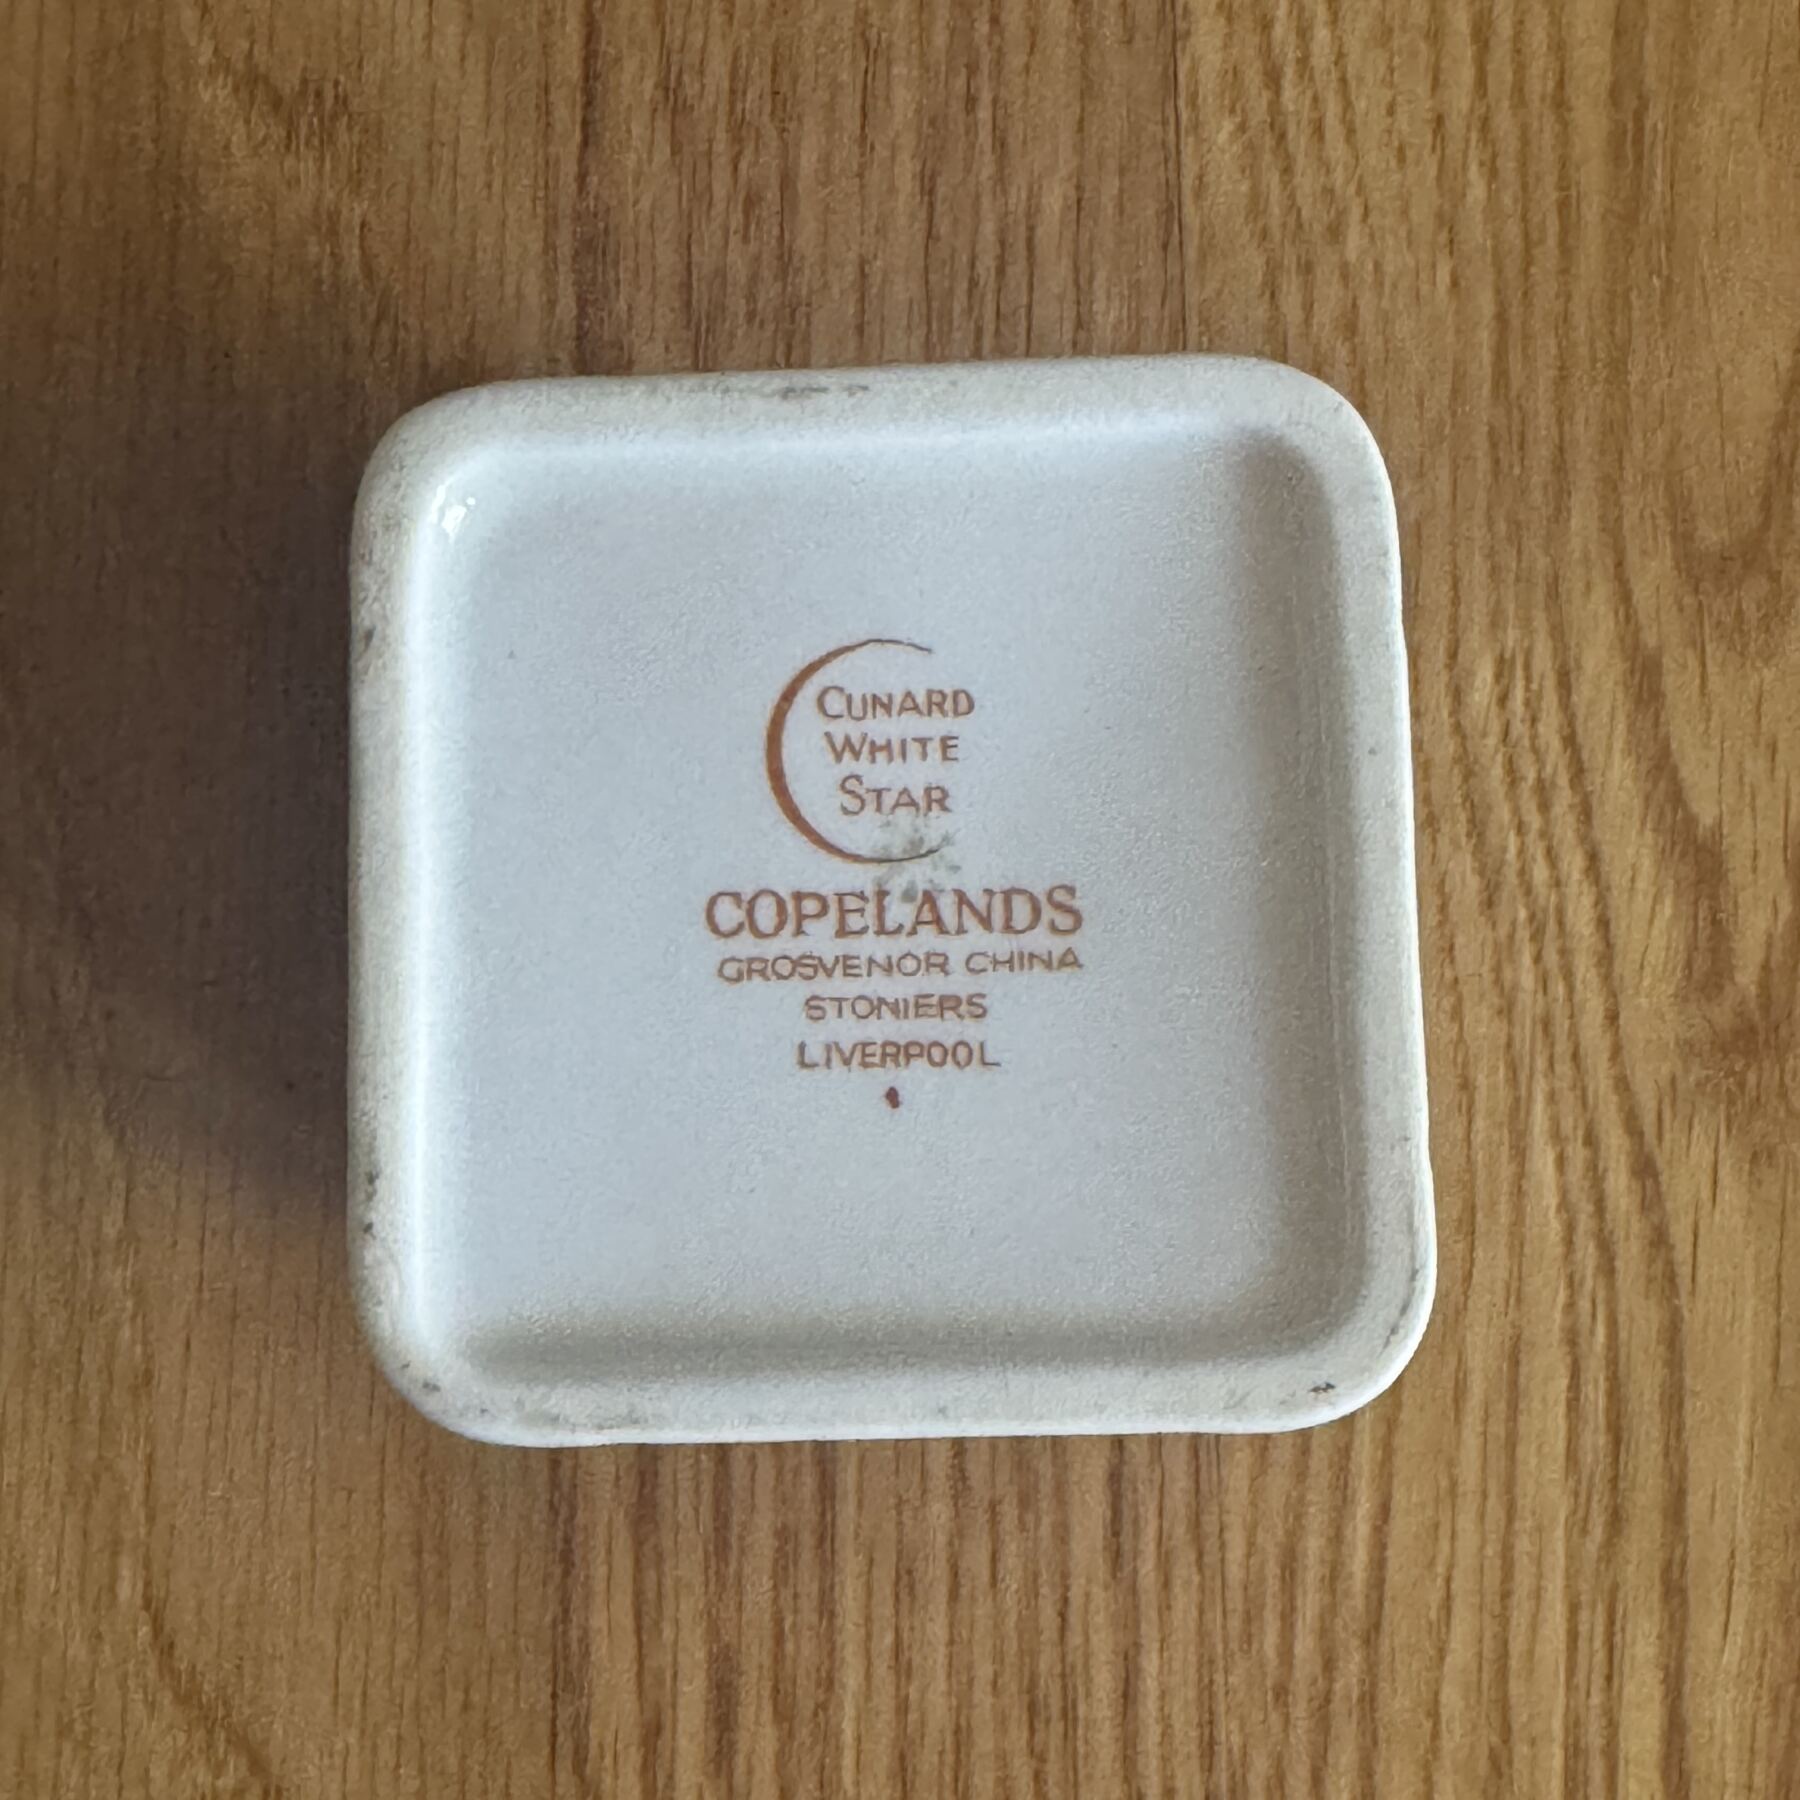 CUNARD
WHITE
STAR
COPELANDS
GROSVENOR CHINA
STONIERS
LIVERPOOL